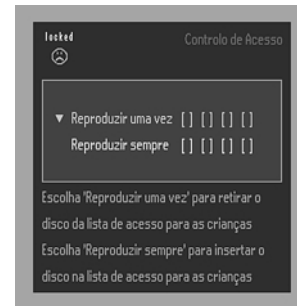 locked
Controlo de Acesso
▼ Reproduzir uma vez [ ] [ ] [ ] [ ]
Reproduzir sempre [ ] [ ] [ ] [ ]
Escolha 'Reproduzir uma vez' para retirar o
disco da lista de acesso para as crianças
Escolha 'Reproduzir sempre' para insertar o
disco na lista de acesso para as crianças